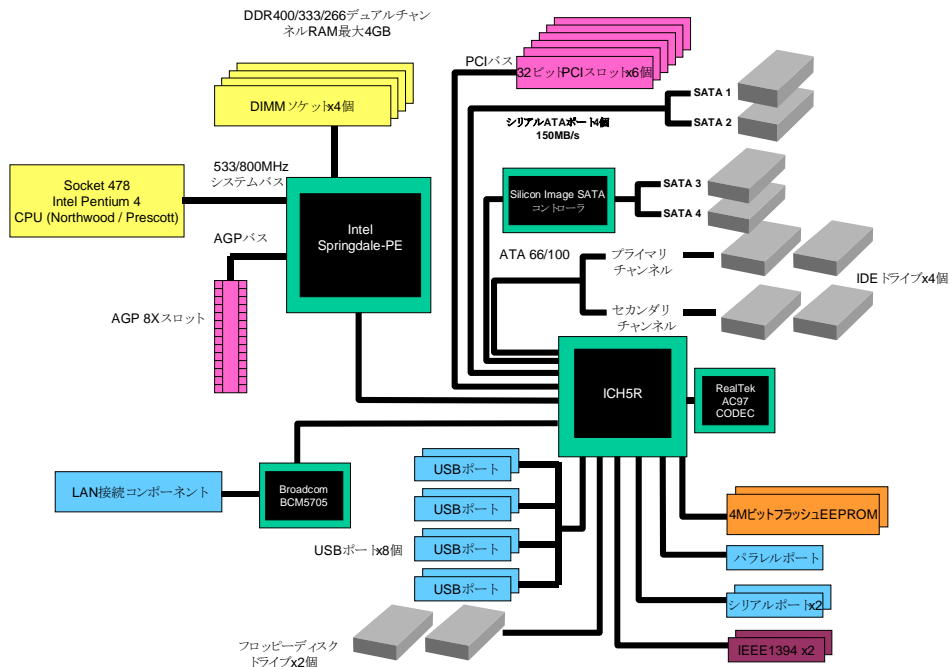 DDR400/333/266デュアルチャン
ネルRAM最大4GB
DIMMソケットx4個
PCIバス
32ビットPCIスロットx6個
SATA 1
SATA 2
シリアルATAポート4個
150MB/s
533/800MHz
システムバス
Socket 478
Intel Pentium 4
CPU (Northwood / Prescott)
Intel
Springdale-PE
Silicon Image SATA
コントローラ
SATA 3
SATA 4
AGPバス
AGP 8Xスロット
ATA 66/100
プライマリ
チャンネル
IDEドライブx4個
セカンダリ
チャンネル
ICH5R
RealTek
AC97
CODEC
LAN接続コンポーネント
Broadcom
BCM5705
USBポート
USBポート
USBポートx8個
USBポート
USBポート
4MビットフラッシュEEPROM
パラレルポート
シリアルポートx2
フロッピーディスク
ドライブx2個
IEEE1394 x2